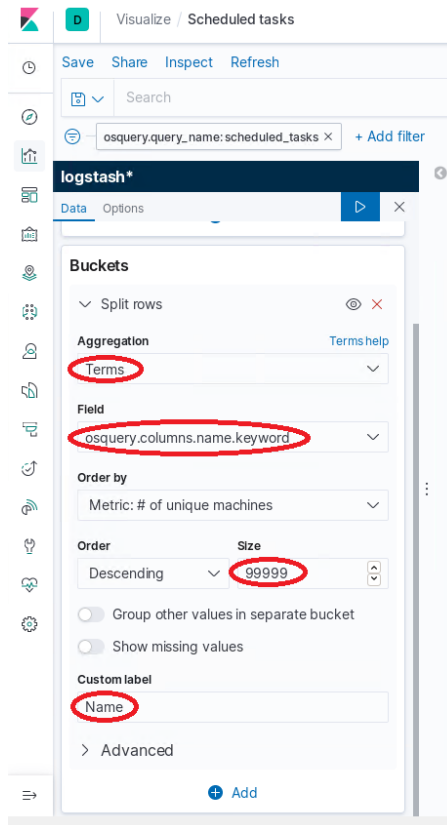 D Visualize / Scheduled tasks
Save Share Inspect Refresh
Search
osquery.query_name: scheduled_tasks × + Add filter
logstash*
Data Options
Buckets
Split rows
Aggregation Terms help
Terms
Field
osquery.columns.name.keyword
Order by
Metric: # of unique machines
Order Size
Descending 99999
Group other values in separate bucket
Show missing values
Custom label
Name
Advanced
Add